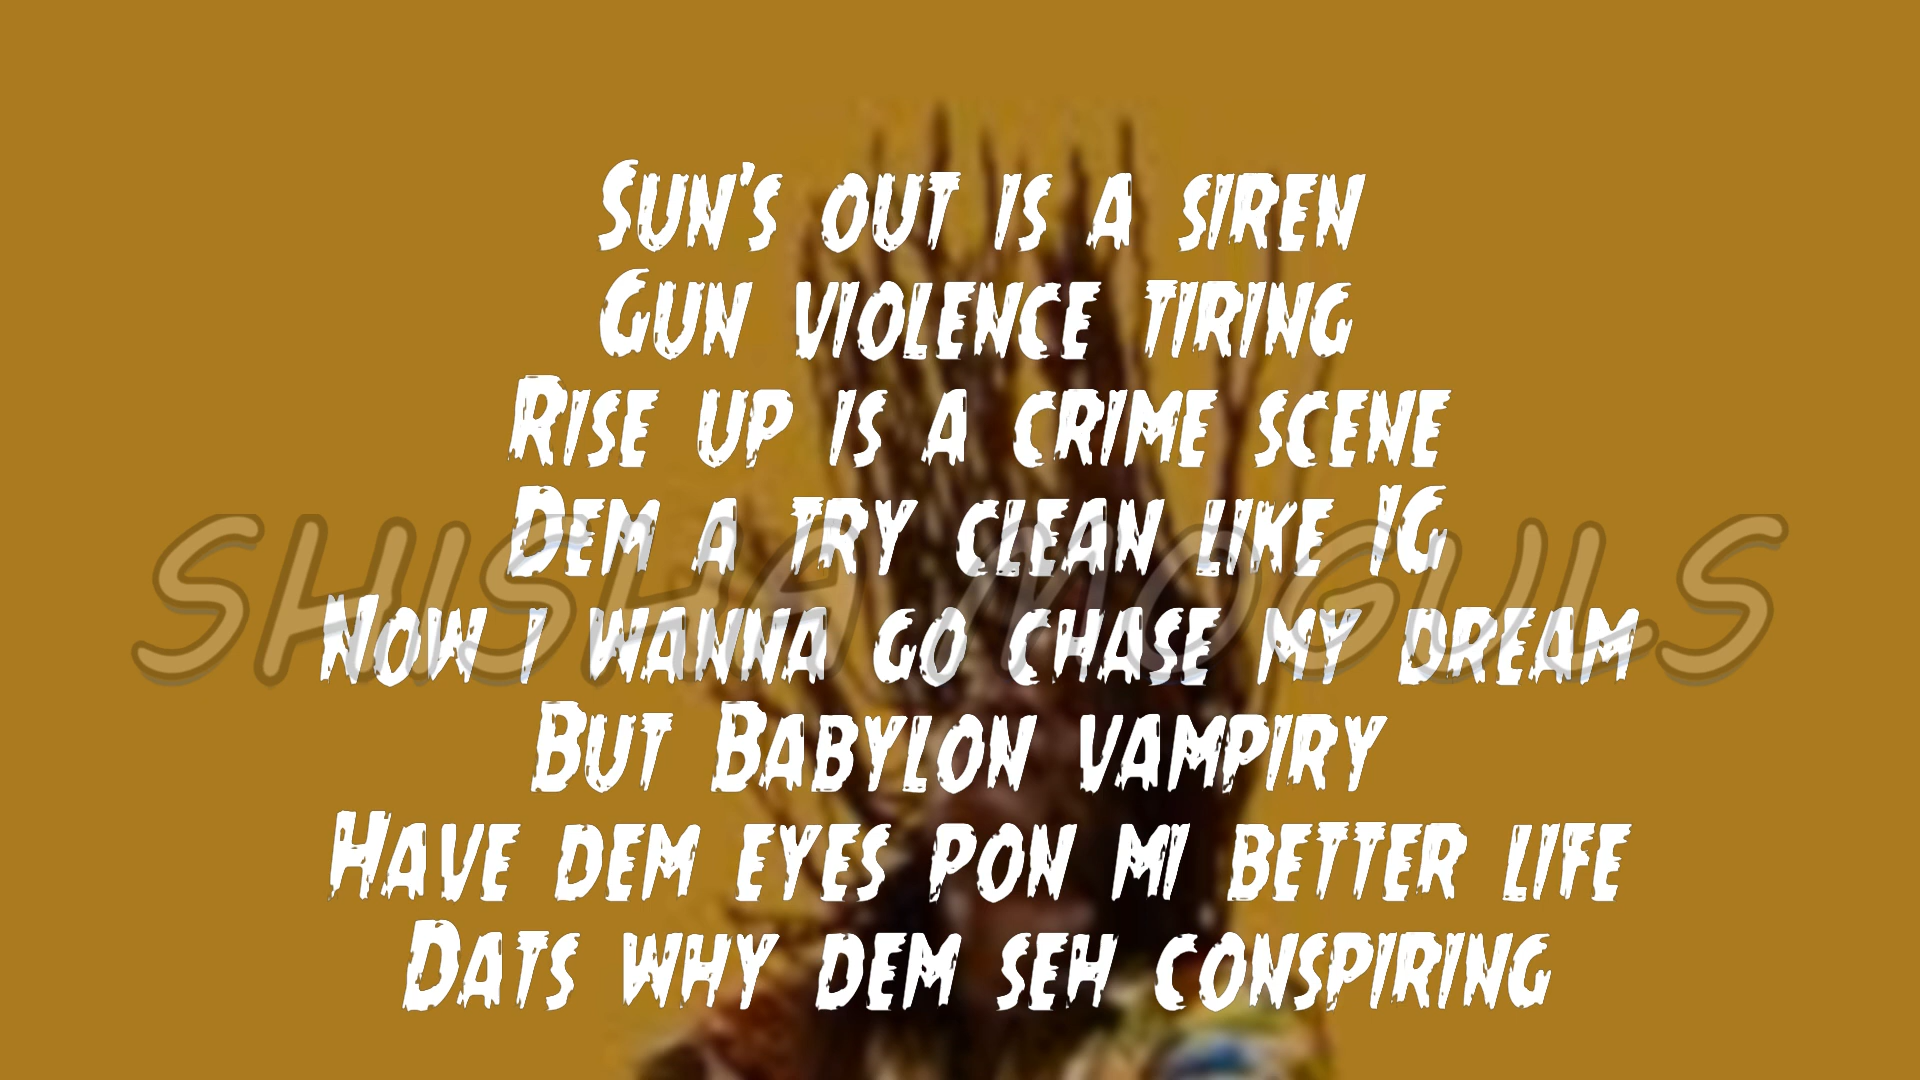 Sun's out is a siren
Gun violence tiring
Rise up is a crime scene
Dem a try clean like IG
SHISHA MOGULS
Now i wanna go chase my dream
But Babylon vampiry
Have dem eyes pon mi better life
Dats why dem seh conspiring